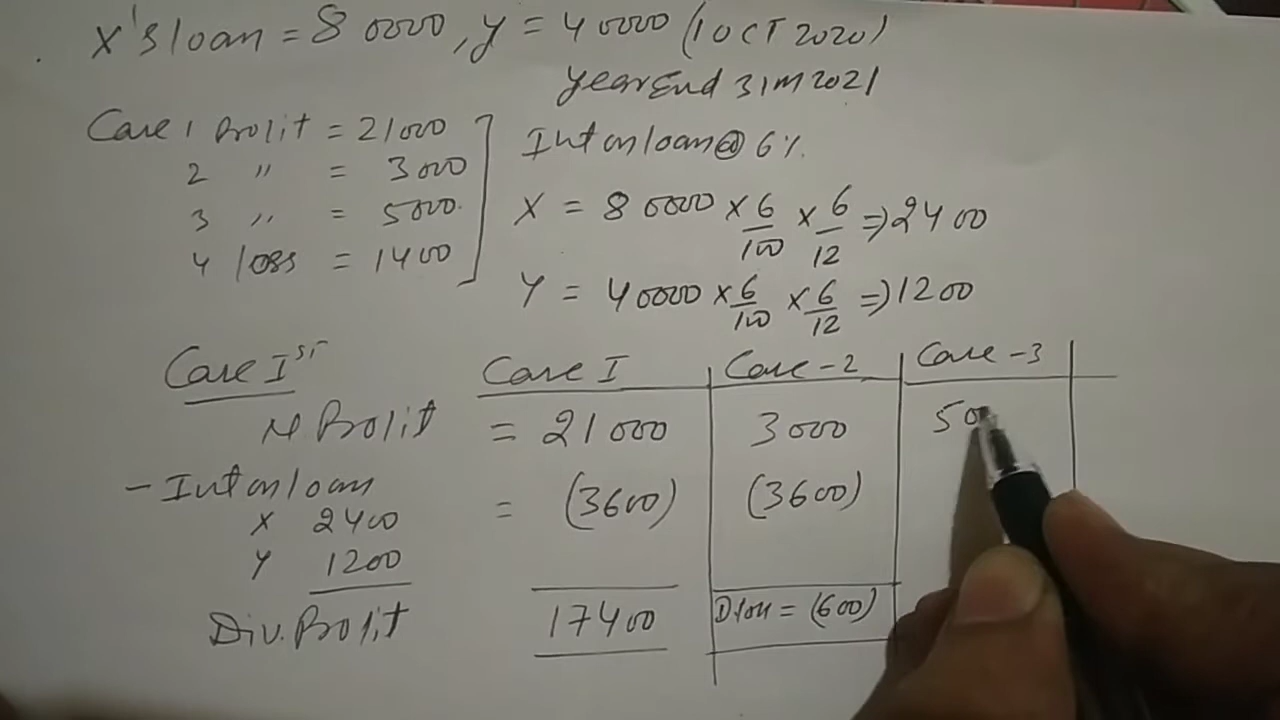 X's loan = 80000, y = 40000 (1 OCT 2020)
year End 31 M 2021
Case 1 Profit = 21000
2 " = 3000
3 " = 5000.
4 loss = 1400
Int on loan @ 6%.
X = 80000 × 6/100 × 6/12 => 2400
Y = 40000 × 6/100 × 6/12 => 1200
Case Ist
Case I Case-2 Case-3
N Profit = 21000 3000 500
- Int on loan = (3600) (3600)
X 2400
Y 1200
Div. Profit 17400 = (600)